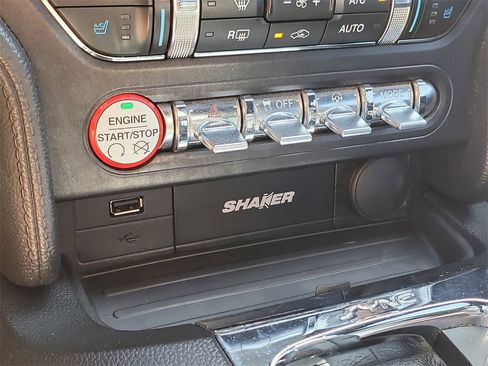 A/C
A/C
R
AUTO
ENGINE
START/STOP
OFF
MODE
SHAKER